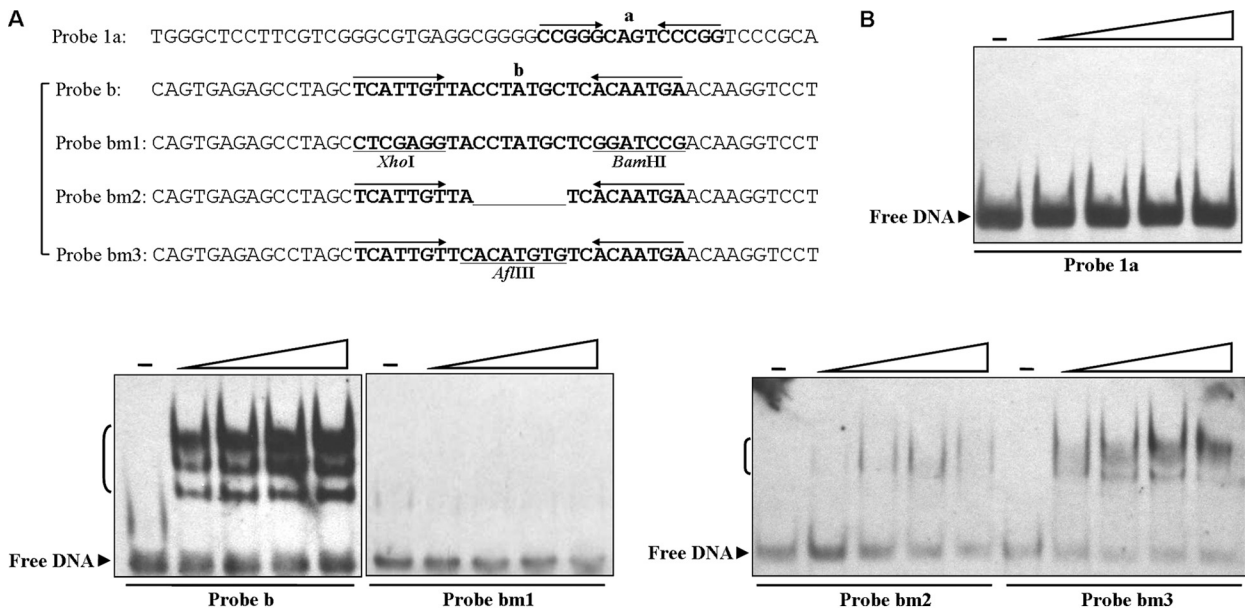 A
a
Probe 1a: TGGGCTCCTTCGTCGGGCGTGAGGCGGGGCCGGGCAGTCCCGGTCCCGCA
b
Probe b: CAGTGAGAGCCTAGCTCATTGTTACCTATGCTCACAATGAACAAGGTCCT
Probe bm1: CAGTGAGAGCCTAGCCTCGAGGTACCTATGCTCGGATCCGACAAGGTCCT
XhoI BamHI
Probe bm2: CAGTGAGAGCCTAGCTCATTGTTA TCACAATGAACAAGGTCCT
Probe bm3: CAGTGAGAGCCTAGCTCATTGTTCACATGTGTCACAATGAACAAGGTCCT
AflIII
B
–
Free DNA
Probe 1a
– –
Free DNA
Probe b Probe bm1
– –
Free DNA
Probe bm2 Probe bm3